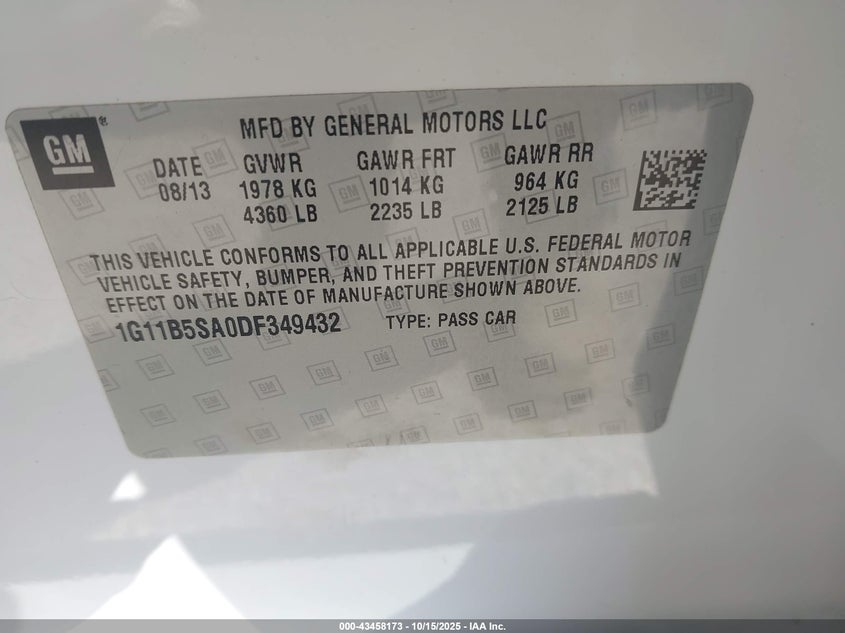 GM ®
MFD BY GENERAL MOTORS LLC
DATE GVWR GAWR FRT GAWR RR
08/13 1978 KG 1014 KG 964 KG
4360 LB 2235 LB 2125 LB
THIS VEHICLE CONFORMS TO ALL APPLICABLE U.S. FEDERAL MOTOR
VEHICLE SAFETY, BUMPER, AND THEFT PREVENTION STANDARDS IN
EFFECT ON THE DATE OF MANUFACTURE SHOWN ABOVE.
1G11B5SA0DF349432 TYPE: PASS CAR
000-43458173 - 10/15/2025 - IAA Inc.